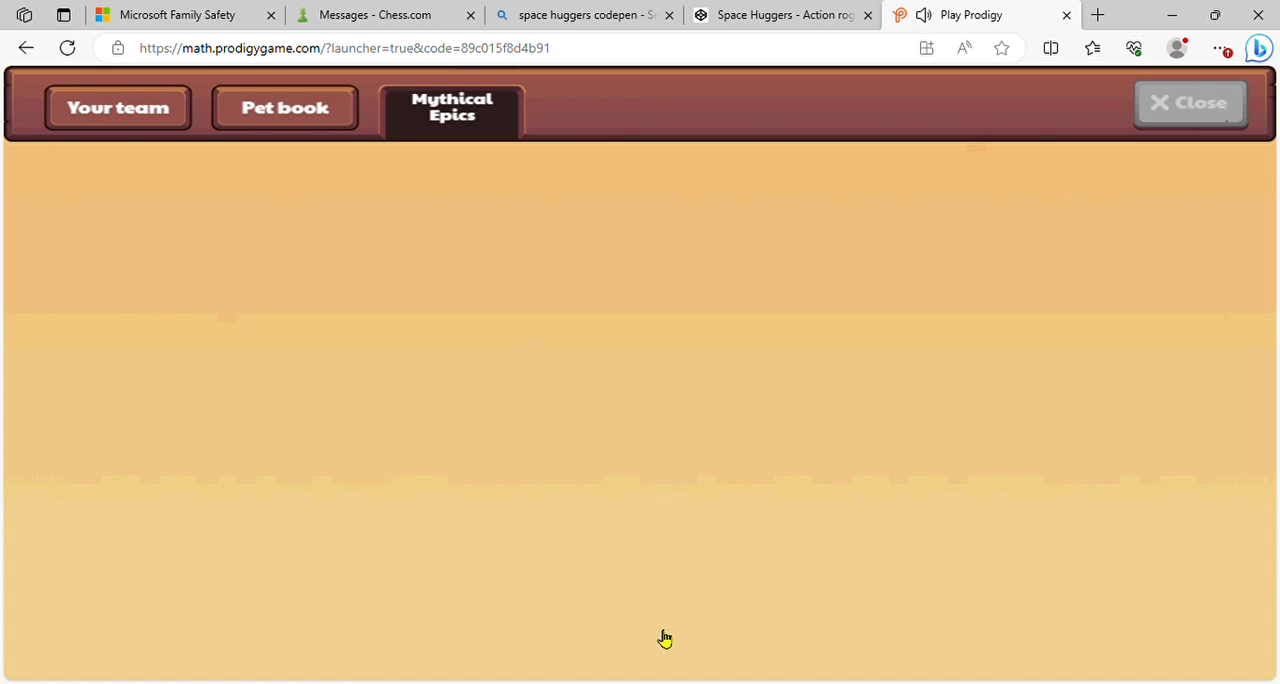 Microsoft Family Safety
Messages - Chess.com
space huggers codepen - Se
Space Huggers - Action rog
Play Prodigy
https://math.prodigygame.com/?launcher=true&code=89c015f8d4b91
Your team
Pet book
Mythical
Epics
Close